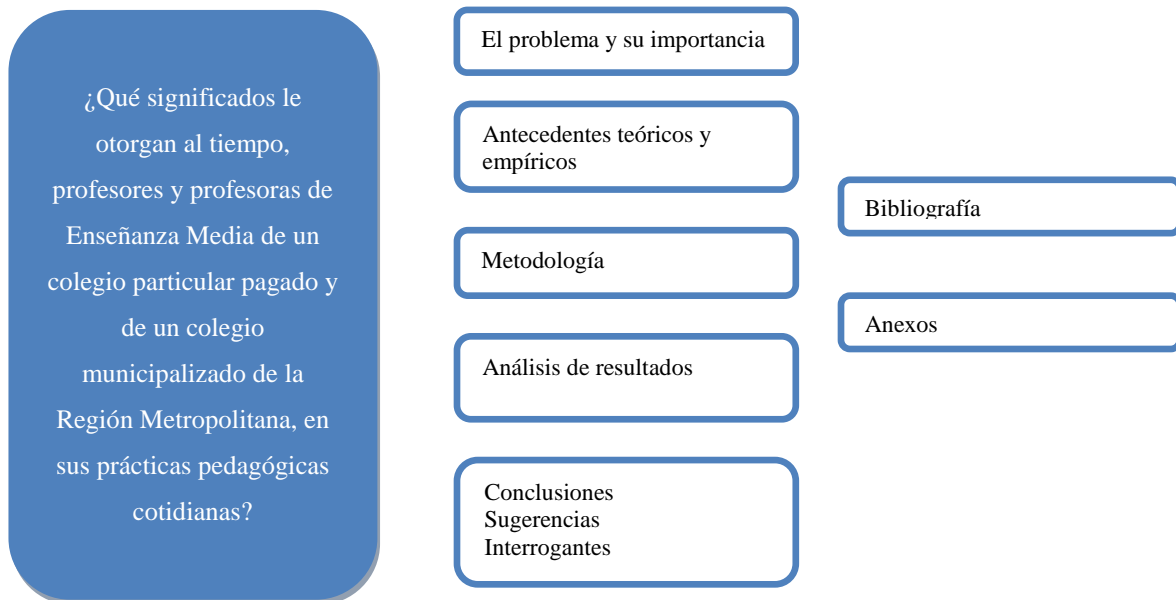 ¿Qué significados le
otorgan al tiempo,
profesores y profesoras de
Enseñanza Media de un
colegio particular pagado y
de un colegio
municipalizado de la
Región Metropolitana, en
sus prácticas pedagógicas
cotidianas?
El problema y su importancia
Antecedentes teóricos y
empíricos
Metodología
Análisis de resultados
Conclusiones
Sugerencias
Interrogantes
Bibliografía
Anexos